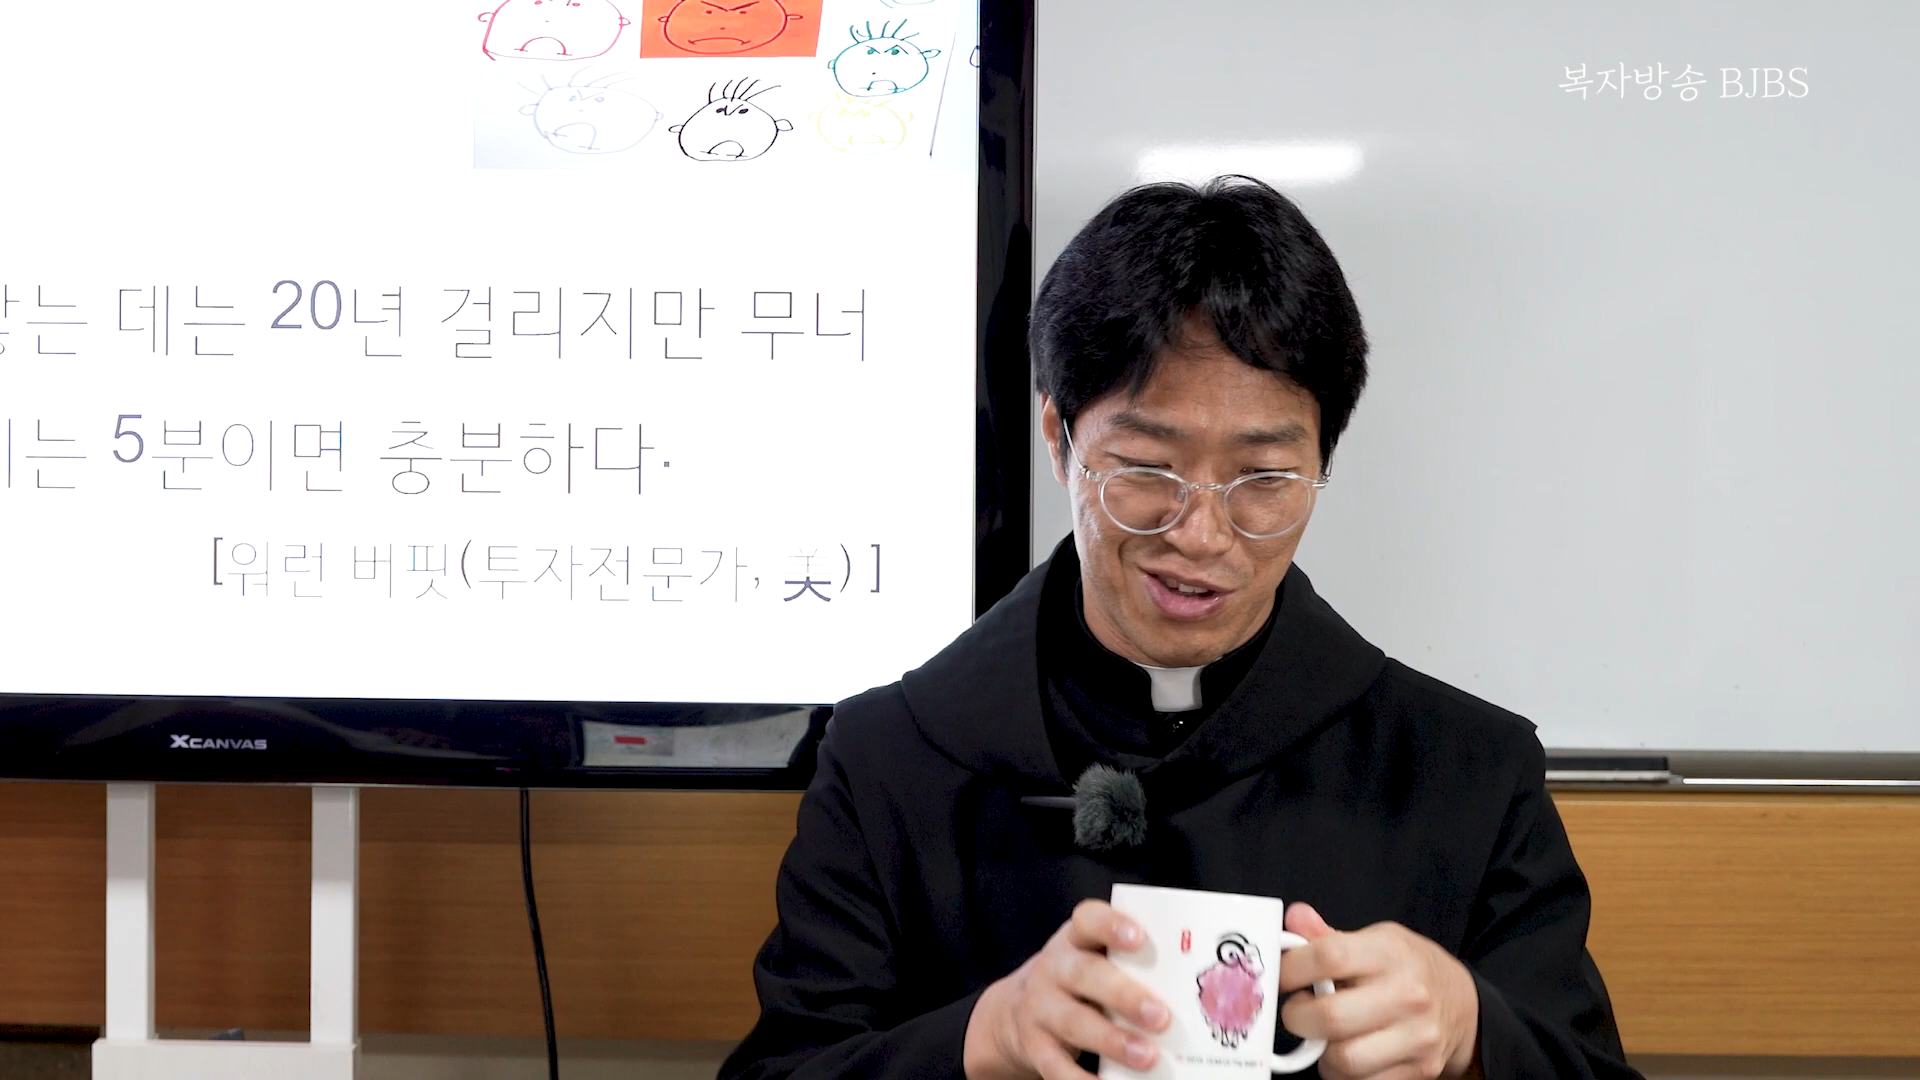 는 데는 20년 걸리지만 무너
는 5분이면 충분하다.
[워런 버핏(투자전문가, 美)]
XCANVAS
복자방송 BJBS